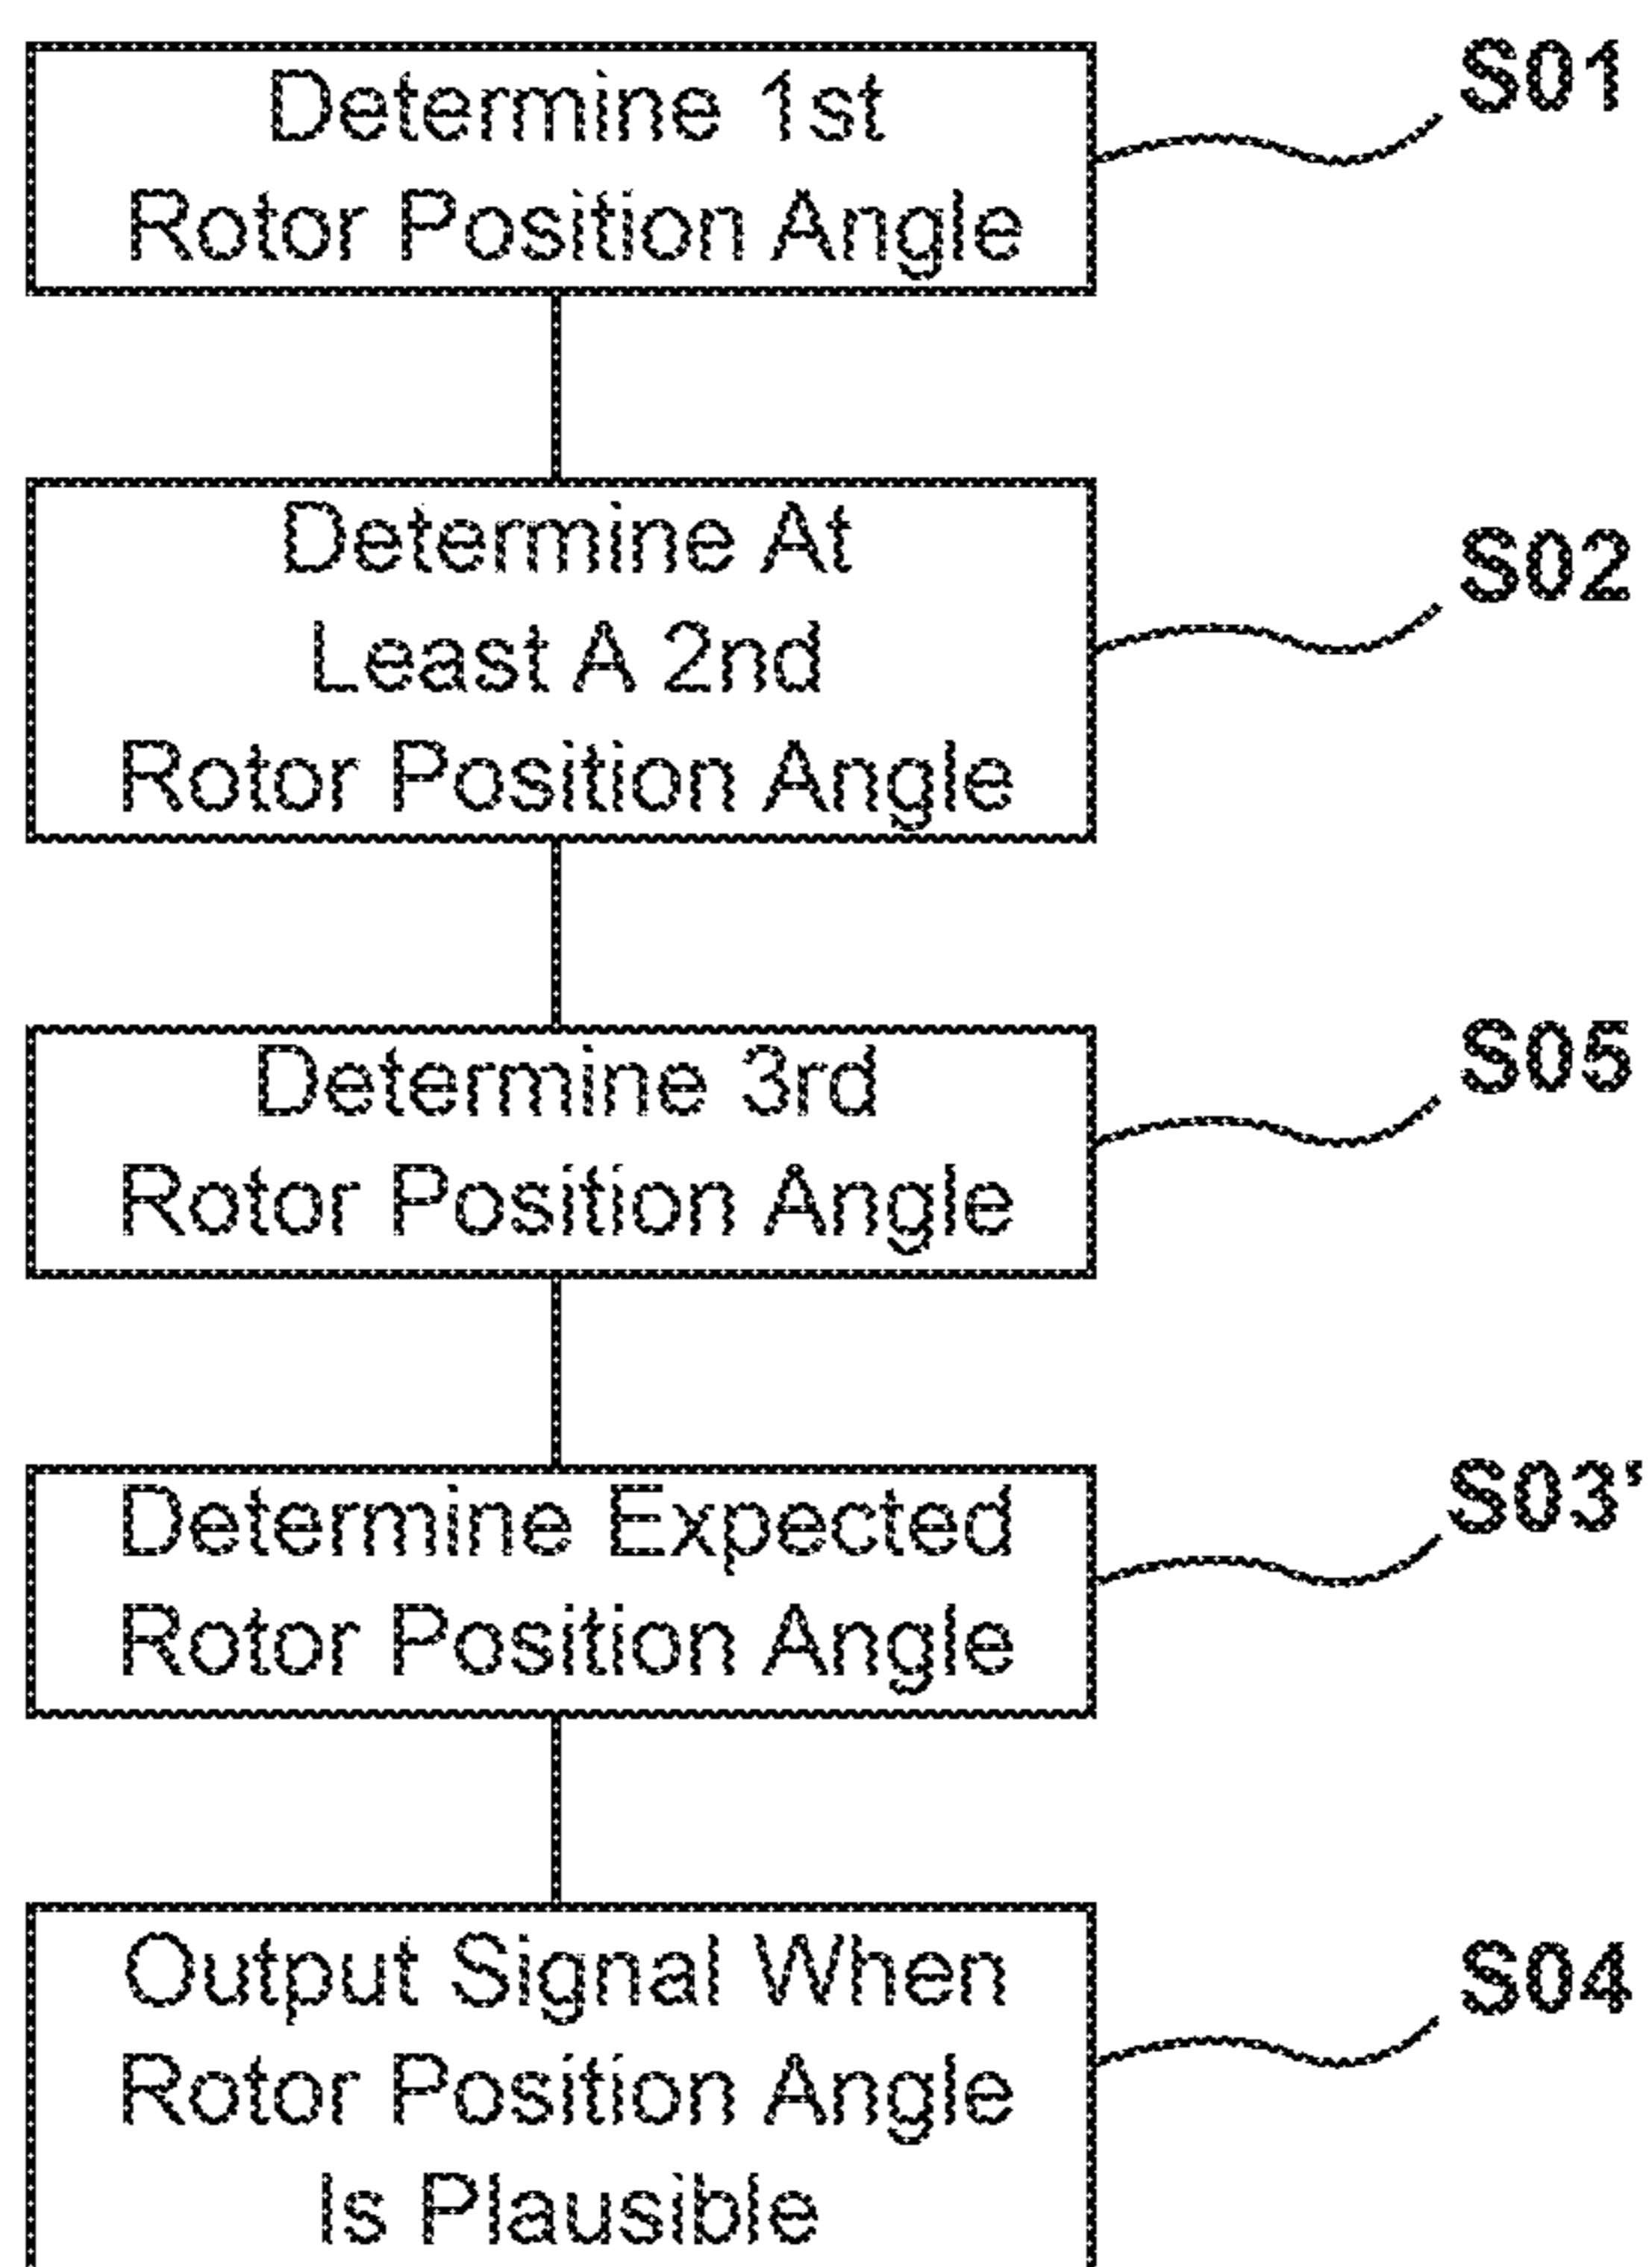 Determine 1st
Rotor Position Angle
S01
Determine At
Least A 2nd
Rotor Position Angle
S02
Determine 3rd
Rotor Position Angle
S05
Determine Expected
Rotor Position Angle
S03'
Output Signal When
Rotor Position Angle
Is Plausible
S04